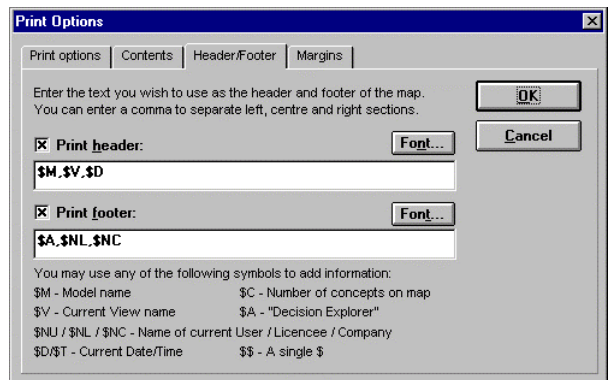 Print Options
Print options Contents Header/Footer Margins
Enter the text you wish to use as the header and footer of the map.
You can enter a comma to separate left, centre and right sections.
OK
Cancel
Print header:
Font...
$M,$V,$D
Print footer:
Font...
$A,$NL,$NC
You may use any of the following symbols to add information:
$M - Model name $C - Number of concepts on map
$V - Current View name $A - "Decision Explorer"
$NU / $NL / $NC - Name of current User / Licencee / Company
$D/$T - Current Date/Time $$ - A single $